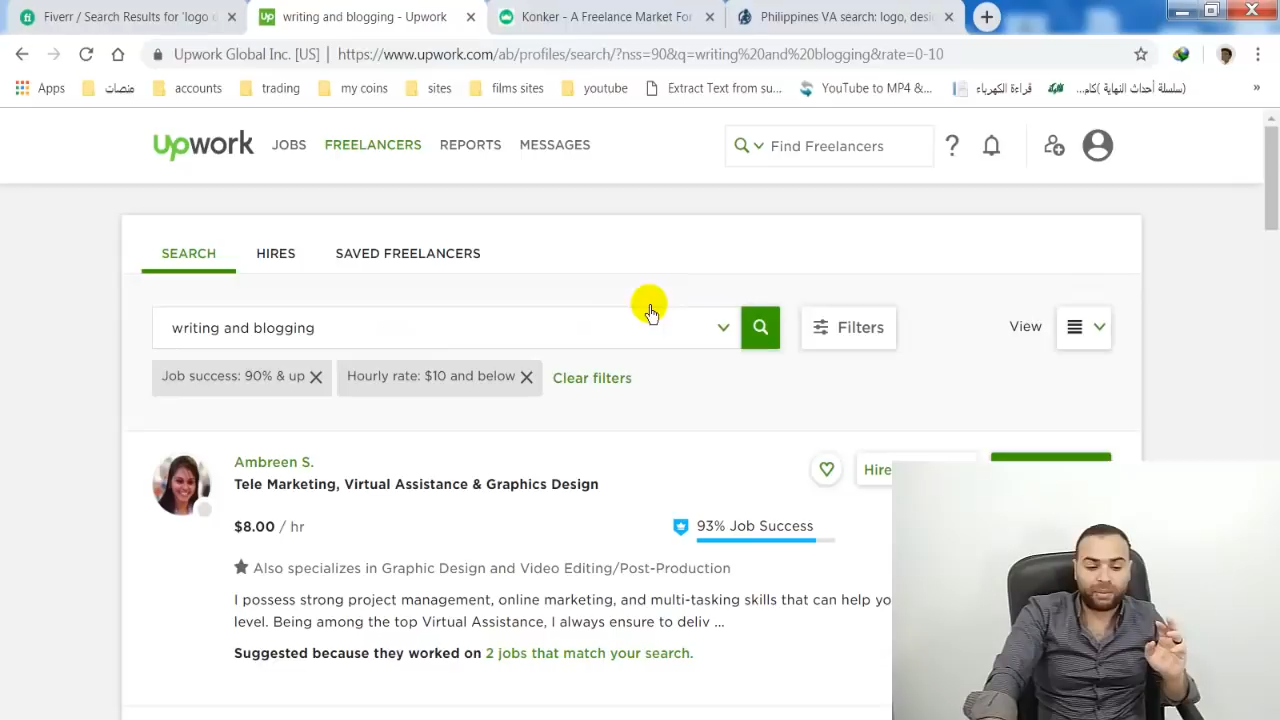 Fiverr / Search Results for 'logo
writing and blogging - Upwork
Konker - A Freelance Market For
Philippines VA search: logo, desi
Upwork Global Inc. [US] | https://www.upwork.com/ab/profiles/search/?nss=90&q=writing%20and%20blogging&rate=0-10
Apps منصات accounts trading my coins sites films sites youtube Extract Text from su... YouTube to MP4 &... قراءة الكهرباء (سلسلة أحداث النهاية )كام... »
Upwork JOBS FREELANCERS REPORTS MESSAGES Find Freelancers ?
SEARCH HIRES SAVED FREELANCERS
writing and blogging Filters View
Job success: 90% & up Hourly rate: $10 and below Clear filters
Ambreen S.
Hire
Tele Marketing, Virtual Assistance & Graphics Design
$8.00 / hr 93% Job Success
Also specializes in Graphic Design and Video Editing/Post-Production
I possess strong project management, online marketing, and multi-tasking skills that can help yo
level. Being among the top Virtual Assistance, I always ensure to deliv ...
Suggested because they worked on 2 jobs that match your search.